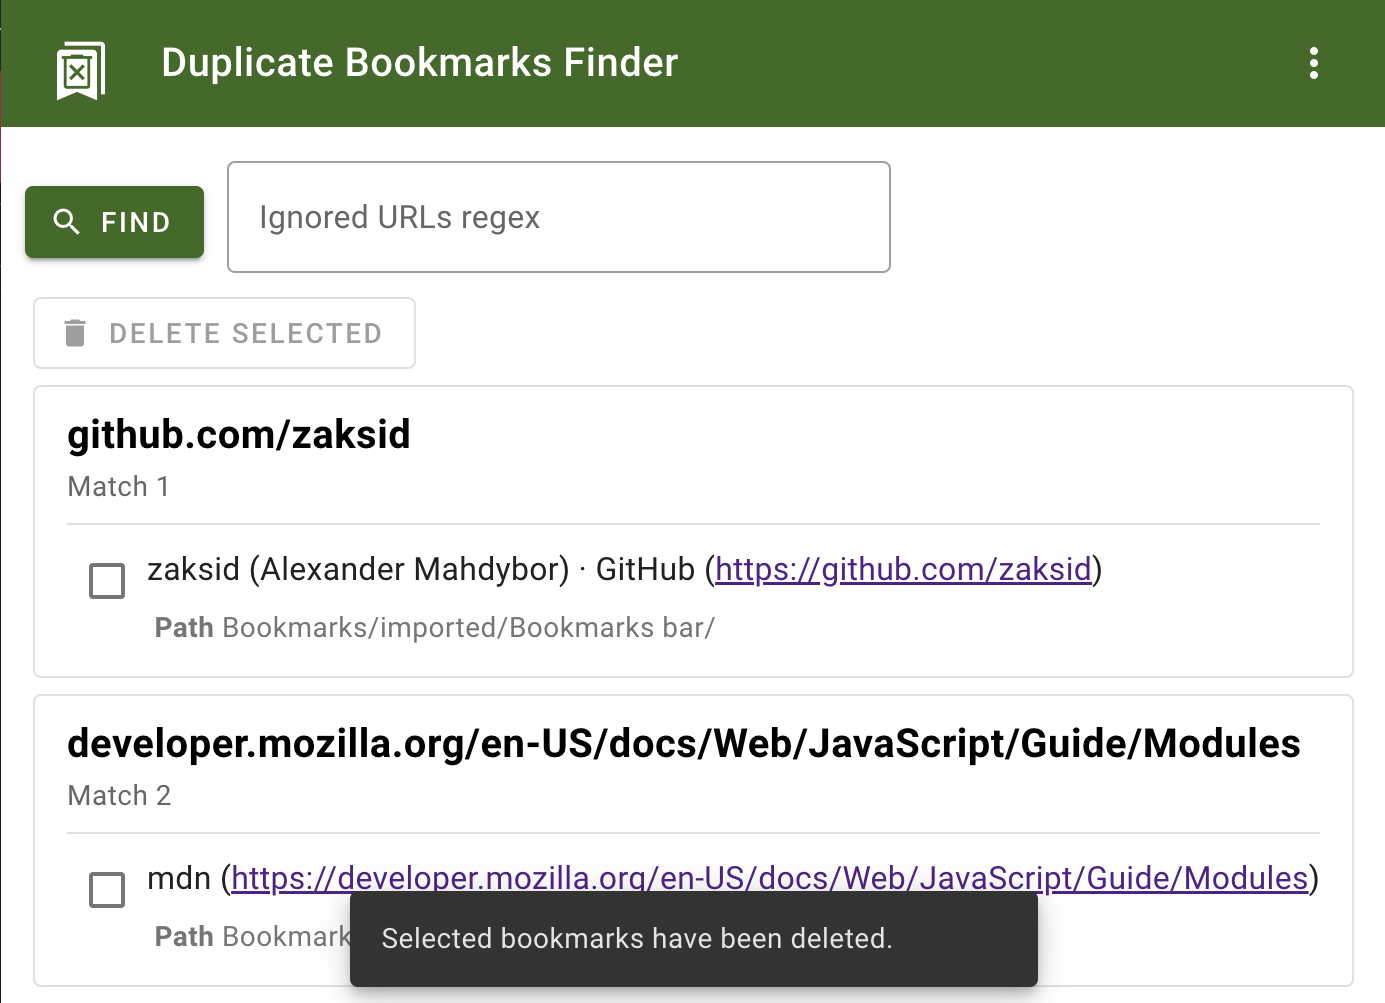 Duplicate Bookmarks Finder
FIND
Ignored URLs regex
DELETE SELECTED
github.com/zaksid
Match 1
zaksid (Alexander Mahdybor) · GitHub (https://github.com/zaksid)
Path Bookmarks/imported/Bookmarks bar/
developer.mozilla.org/en-US/docs/Web/JavaScript/Guide/Modules
Match 2
mdn (https://developer.mozilla.org/en-US/docs/Web/JavaScript/Guide/Modules)
Path Bookmark
Selected bookmarks have been deleted.